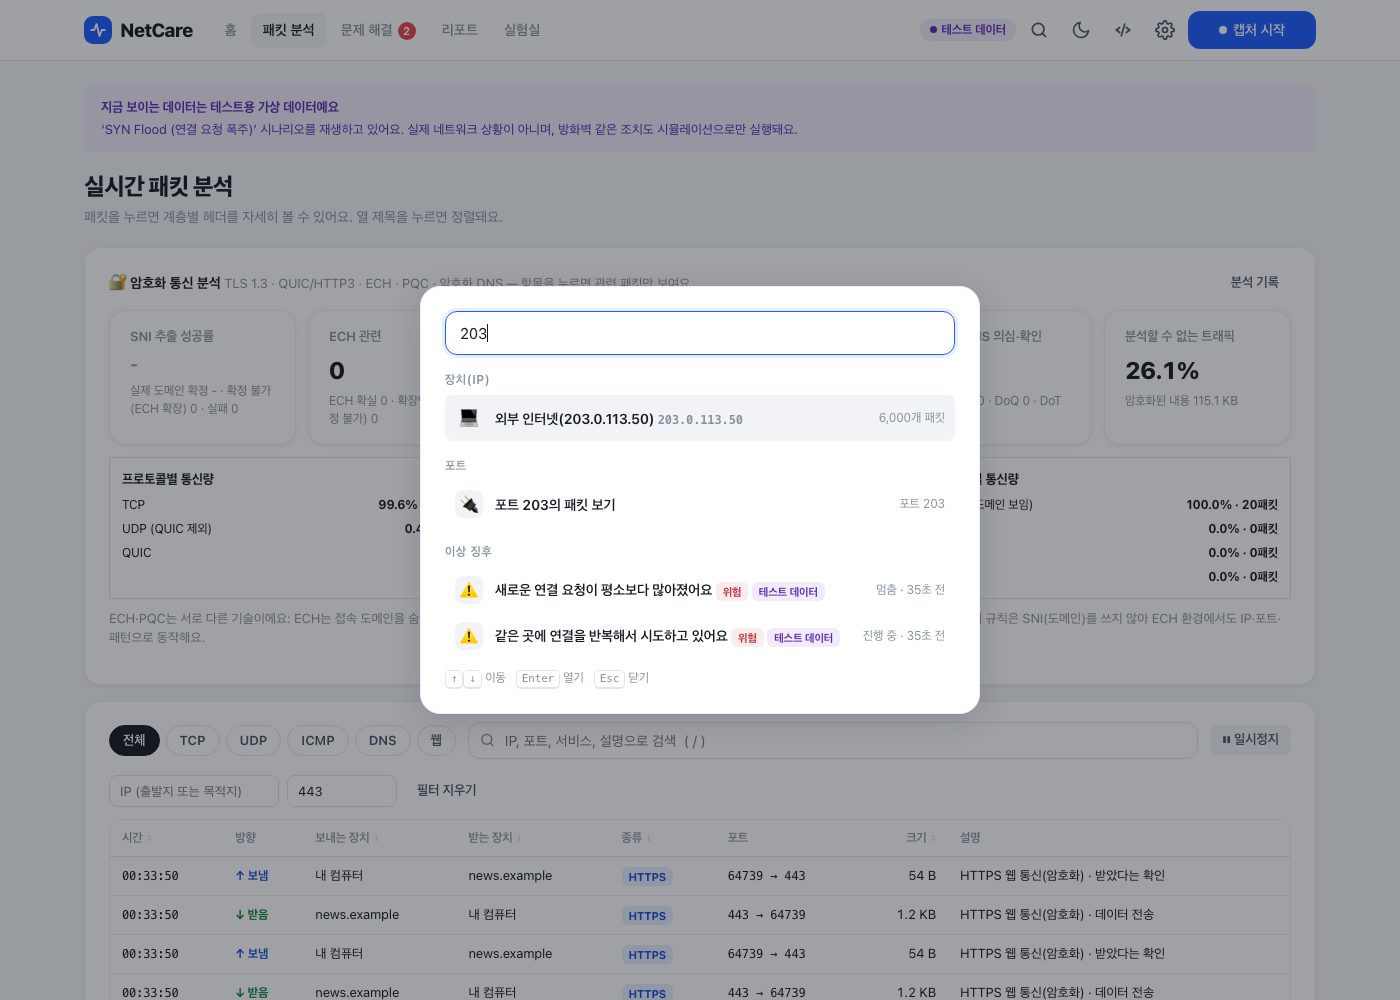 NetCare
홈
패킷 분석
문제 해결 2
리포트
실험실
테스트 데이터
캡처 시작
지금 보이는 데이터는 테스트용 가상 데이터예요
‘SYN Flood (연결 요청 폭주)’ 시나리오를 재생하고 있어요. 실제 네트워크 상황이 아니며, 방화벽 같은 조치도 시뮬레이션으로만 실행돼요.
실시간 패킷 분석
패킷을 누르면 계층별 헤더를 자세히 볼 수 있어요. 열 제목을 누르면 정렬돼요.
암호화 통신 분석 TLS 1.3 · QUIC/HTTP3 · ECH · PQC · 암호화 DNS — 항목을 누르면 관련 패킷만 보여요
분석 기록
SNI 추출 성공률
-
실제 도메인 확정 - · 확정 불가
(ECH 확장) 0 · 실패 0
ECH 관련
0
ECH 확실 0 · 확장
정 불가) 0
의심·확인
0 · DoQ 0 · DoT
분석할 수 없는 트래픽
26.1%
암호화된 내용 115.1 KB
203
장치(IP)
외부 인터넷(203.0.113.50) 203.0.113.50
6,000개 패킷
포트
포트 203의 패킷 보기
포트 203
이상 징후
새로운 연결 요청이 평소보다 많아졌어요 위험 테스트 데이터
멈춤 · 35초 전
같은 곳에 연결을 반복해서 시도하고 있어요 위험 테스트 데이터
진행 중 · 35초 전
↑ ↓ 이동 Enter 열기 Esc 닫기
프로토콜별 통신량
TCP 99.6%
UDP (QUIC 제외) 0.4
QUIC
통신량
도메인 보임) 100.0% · 20패킷
0.0% · 0패킷
0.0% · 0패킷
0.0% · 0패킷
ECH·PQC는 서로 다른 기술이에요: ECH는 접속 도메인을 숨
규칙은 SNI(도메인)를 쓰지 않아 ECH 환경에서도 IP·포트·
패턴으로 동작해요.
전체
TCP
UDP
ICMP
DNS
웹
IP, 포트, 서비스, 설명으로 검색 ( / )
일시정지
IP (출발지 또는 목적지)
443
필터 지우기
시간 ↕ 방향 보내는 장치 ↕ 받는 장치 ↕ 종류 ↕ 포트 크기 ↕ 설명
00:33:50 ↑ 보냄 내 컴퓨터 news.example HTTPS 64739 → 443 54 B HTTPS 웹 통신(암호화) · 받았다는 확인
00:33:50 ↓ 받음 news.example 내 컴퓨터 HTTPS 443 → 64739 1.2 KB HTTPS 웹 통신(암호화) · 데이터 전송
00:33:50 ↑ 보냄 내 컴퓨터 news.example HTTPS 64739 → 443 54 B HTTPS 웹 통신(암호화) · 받았다는 확인
00:33:50 ↓ 받음 news.example 내 컴퓨터 HTTPS 443 → 64739 1.2 KB HTTPS 웹 통신(암호화) · 데이터 전송